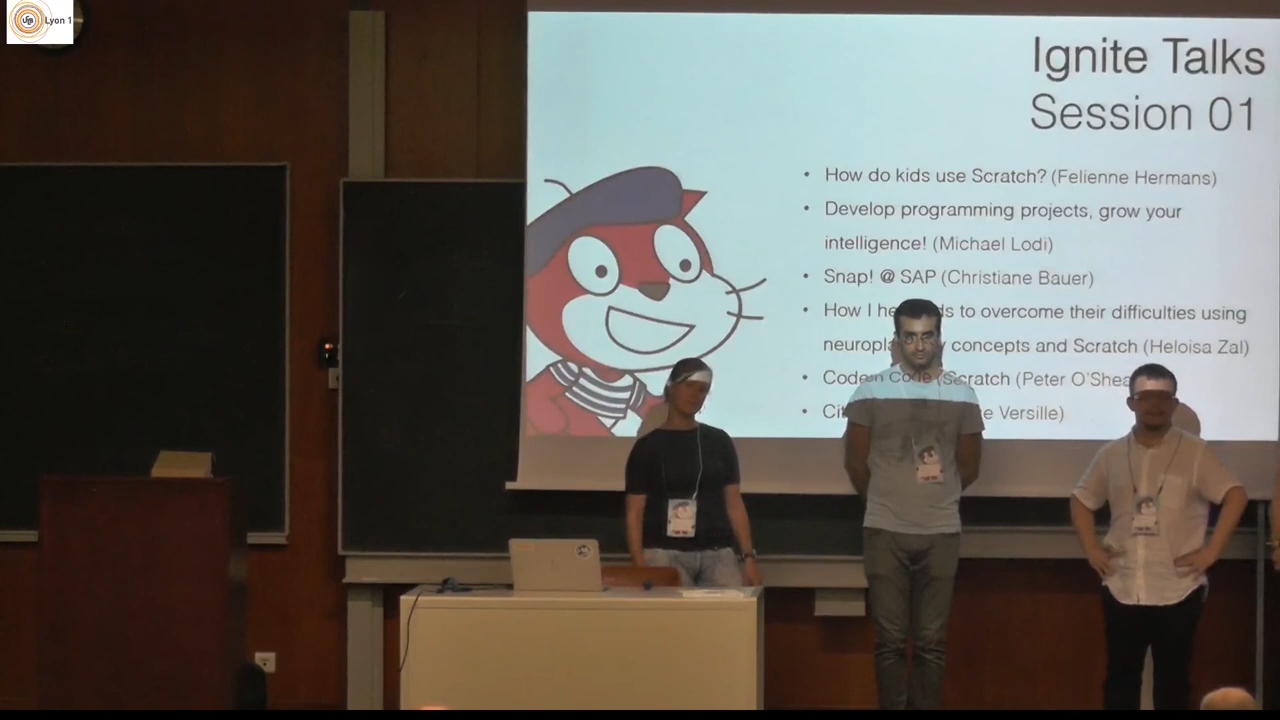 Lyon 1
Ignite Talks
Session 01
• How do kids use Scratch? (Felienne Hermans)
• Develop programming projects, grow your
intelligence! (Michael Lodi)
• Snap! @ SAP (Christiane Bauer)
• How I he ds to overcome their difficulties using
concepts and Scratch (Heloisa Zal)
• Code Scratch (Peter O'Shea
• Versille)